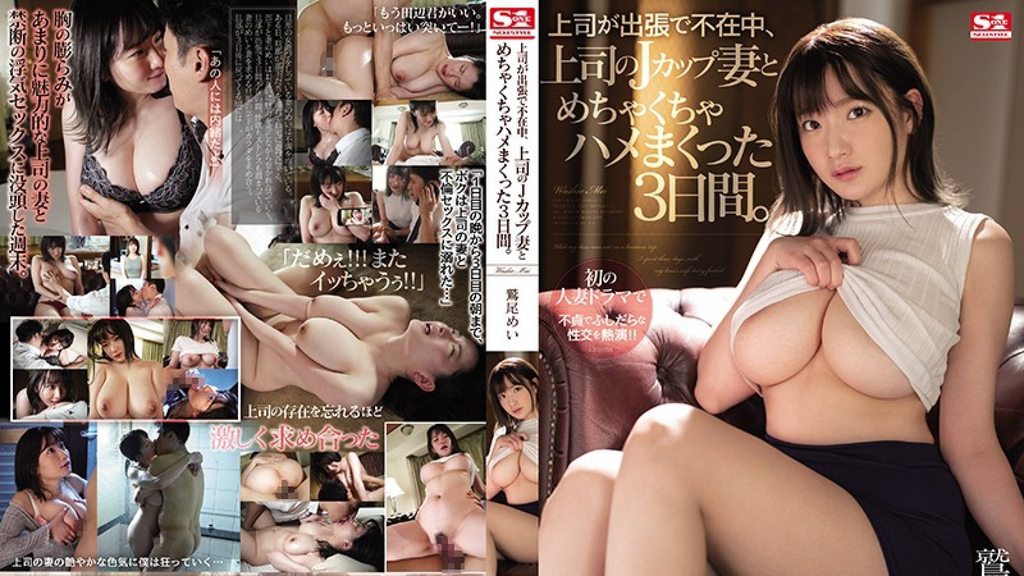 胸の膨らみが
あまりに魅力的な上司の妻と
禁断の浮気セックスに没頭した週末。
「あの人には内緒だよ」
「もう田辺君がいい。
もっといっぱい突いてー!!」
「だめぇ!!!また
イッちゃうぅ!!」
「1日目の晩から3日目の朝まで、
ボクは上司の妻と
不倫セックスに溺れた…」
上司の存在を忘れるほど
激しく求め合った
上司の妻の艶やかな色気に僕は狂っていく…
S ONE
NO.1 STYLE
上司が出張で不在中、上司のJカップ妻と
めちゃくちゃハメまくった3日間。
Washio Mei
鷲尾めい
S ONE
NO.1 STYLE
上司が出張で不在中、
上司のJカップ妻と
めちゃくちゃ
ハメまくった
3日間。
Washio Mei
初の
人妻ドラマで
不貞でふしだらな
性交を熱演!!
鷲